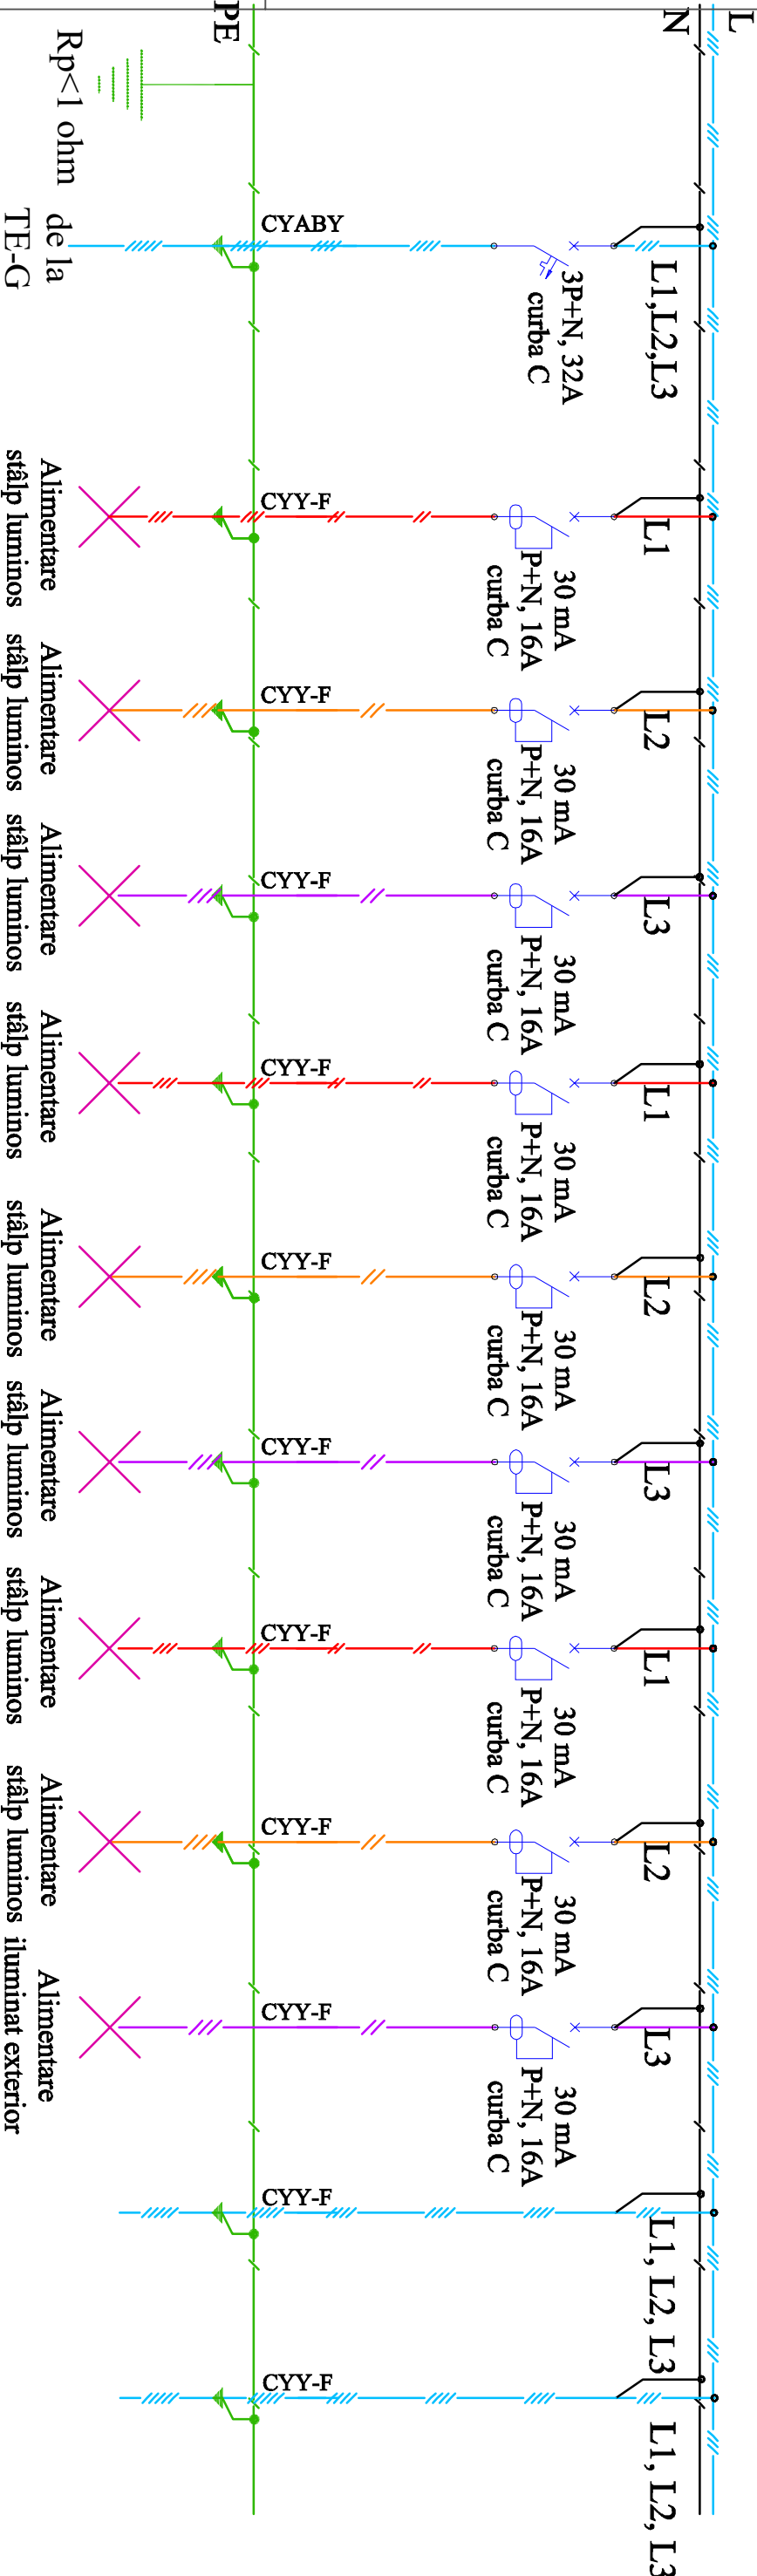 L
N
PE
Rp<1 ohm
de la
TE-G
CYABY
3P+N, 32A
curba C
L1,L2,L3
L1
30 mA
P+N, 16A
curba C
CYY-F
Alimentare
stâlp luminos
L2
30 mA
P+N, 16A
curba C
CYY-F
Alimentare
stâlp luminos
L3
30 mA
P+N, 16A
curba C
CYY-F
Alimentare
stâlp luminos
L1
30 mA
P+N, 16A
curba C
CYY-F
Alimentare
stâlp luminos
L2
30 mA
P+N, 16A
curba C
CYY-F
Alimentare
stâlp luminos
L3
30 mA
P+N, 16A
curba C
CYY-F
Alimentare
stâlp luminos
L1
30 mA
P+N, 16A
curba C
CYY-F
Alimentare
stâlp luminos
L2
30 mA
P+N, 16A
curba C
CYY-F
Alimentare
stâlp luminos
L3
30 mA
P+N, 16A
curba C
CYY-F
Alimentare
iluminat exterior
L1, L2, L3
CYY-F
L1, L2, L3
CYY-F